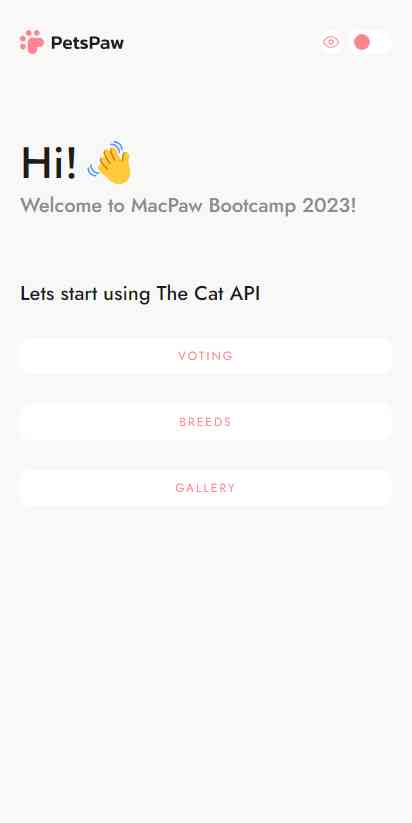 PetsPaw
Hi! 👋
Welcome to MacPaw Bootcamp 2023!
Lets start using The Cat API
VOTING
BREEDS
GALLERY